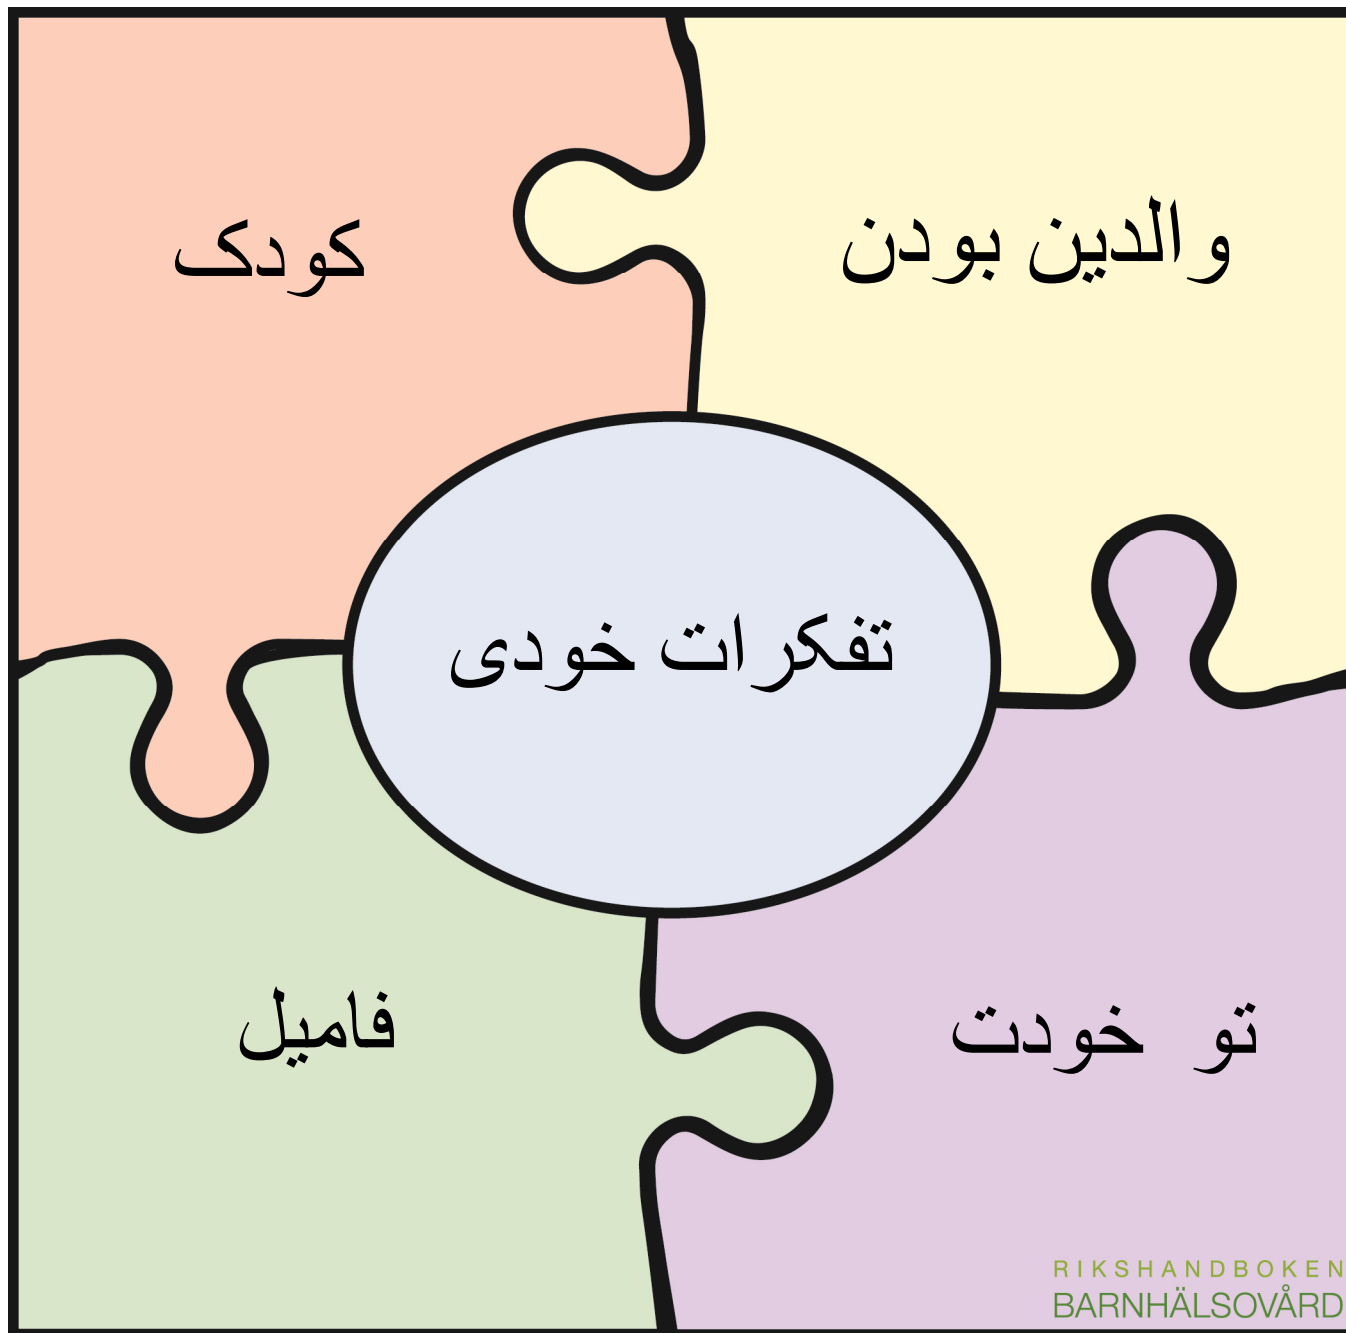 والدین بودن
کودک
تفکرات خودی
تو خودت
فامیل
RIKSHANDBOKEN
BARNHÄLSOVÅRD